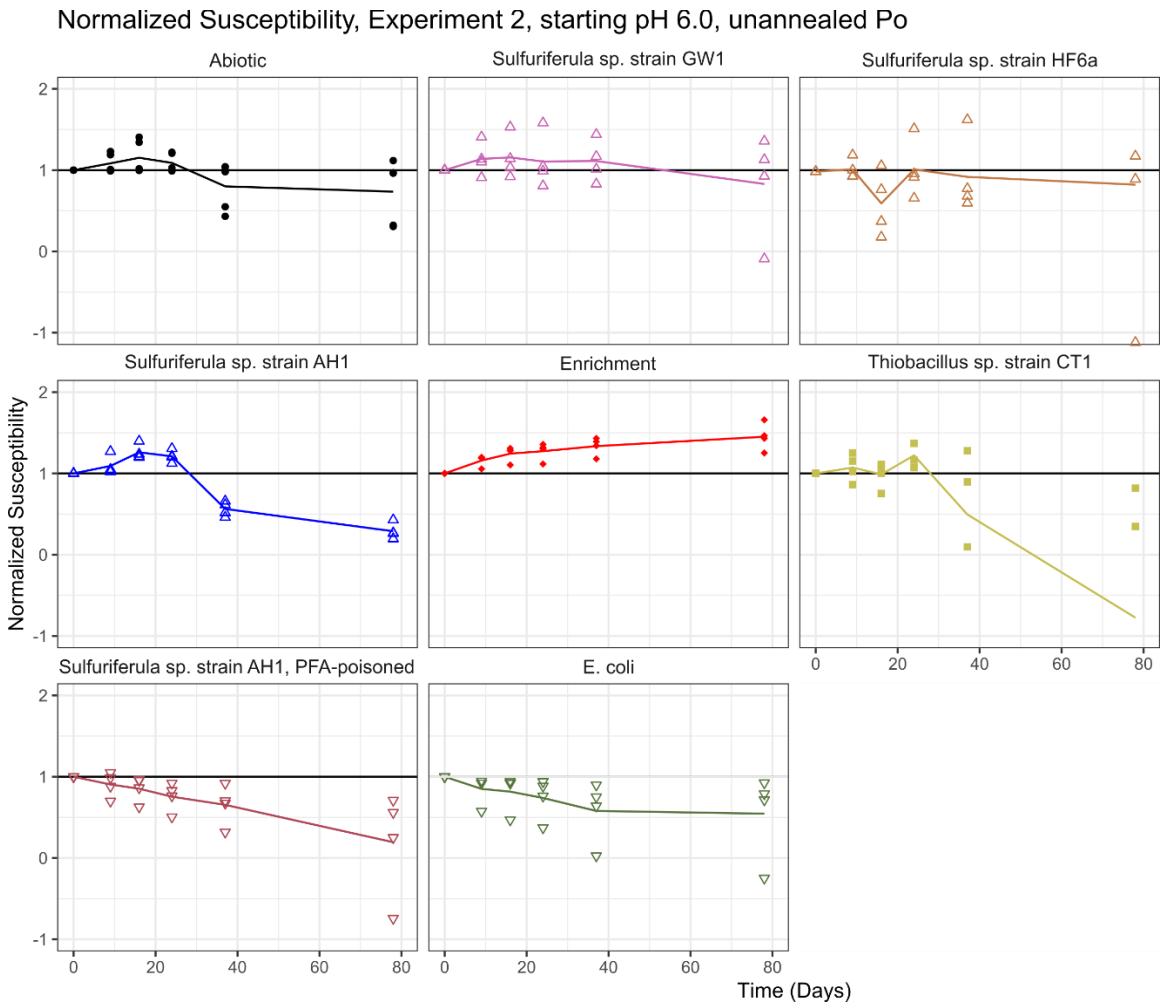 Normalized Susceptibility, Experiment 2, starting pH 6.0, unannealed Po
Abiotic
Sulfuriferula sp. strain GW1
Sulfuriferula sp. strain HF6a
2
1
0
-1
Sulfuriferula sp. strain AH1
Enrichment
Thiobacillus sp. strain CT1
2
1
0
-1
0 20 40 60 80
Sulfuriferula sp. strain AH1, PFA-poisoned
E. coli
2
1
0
-1
0 20 40 60 80
0 20 40 60 80
Normalized Susceptibility
Time (Days)